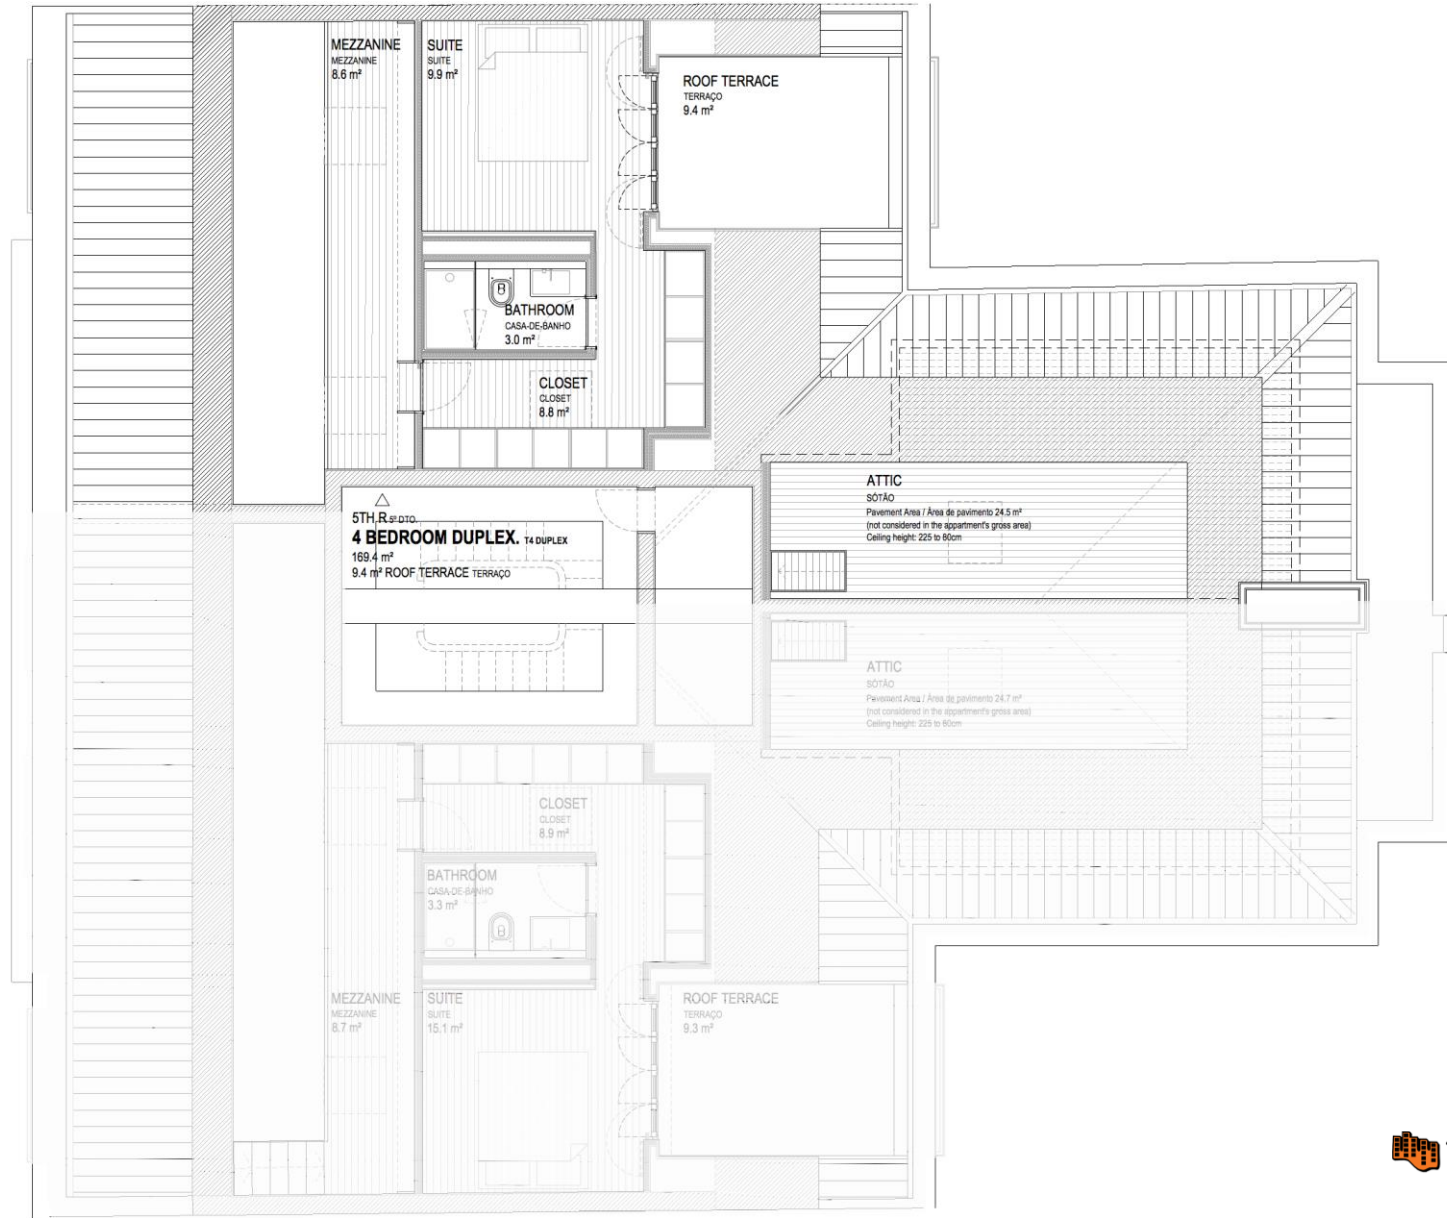 MEZZANINE
MEZZANINE
8.6 m²
SUITE
SUITE
9.9 m²
ROOF TERRACE
TERRAÇO
9.4 m²
BATHROOM
CASA-DE-BANHO
3.0 m²
CLOSET
CLOSET
8.8 m²
5TH.R. 5º DTO.
4 BEDROOM DUPLEX. T4 DUPLEX
169.4 m²
9.4 m² ROOF TERRACE TERRAÇO
ATTIC
SÓTÃO
Pavement Area / Área de pavimento 24.5 m²
(not considered in the appartment's gross area)
Ceiling height: 225 to 80cm
ATTIC
SÓTÃO
Pavement Area / Área de pavimento 24.7 m²
(not considered in the appartment's gross area)
Ceiling height: 225 to 80cm
CLOSET
CLOSET
8.9 m²
BATHROOM
CASA-DE-BANHO
3.3 m²
MEZZANINE
MEZZANINE
8.7 m²
SUITE
SUITE
15.1 m²
ROOF TERRACE
TERRAÇO
9.3 m²